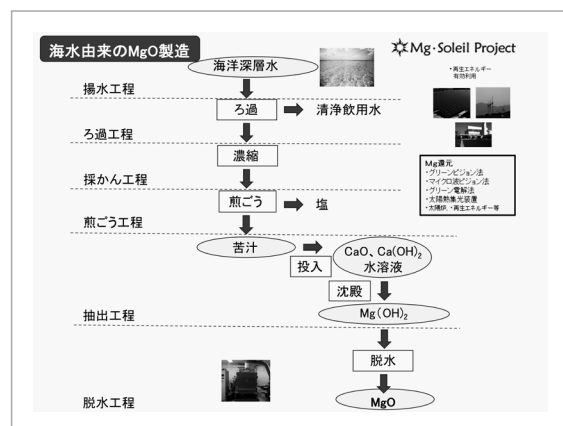 海水由来のMgO製造
Mg・Soleil Project
海洋深層水
・再生エネルギー
有効利用
揚水工程
ろ過
清浄飲用水
ろ過工程
濃縮
採かん工程
煎ごう
塩
煎ごう工程
Mg還元
・グリーンピジョン法
・マイクロ波ピジョン法
・グリーン電解法
・太陽熱集光装置
・太陽炉、・再生エネルギー等
苦汁
投入
CaO、Ca(OH)₂
水溶液
沈殿
Mg(OH)₂
抽出工程
脱水
MgO
脱水工程